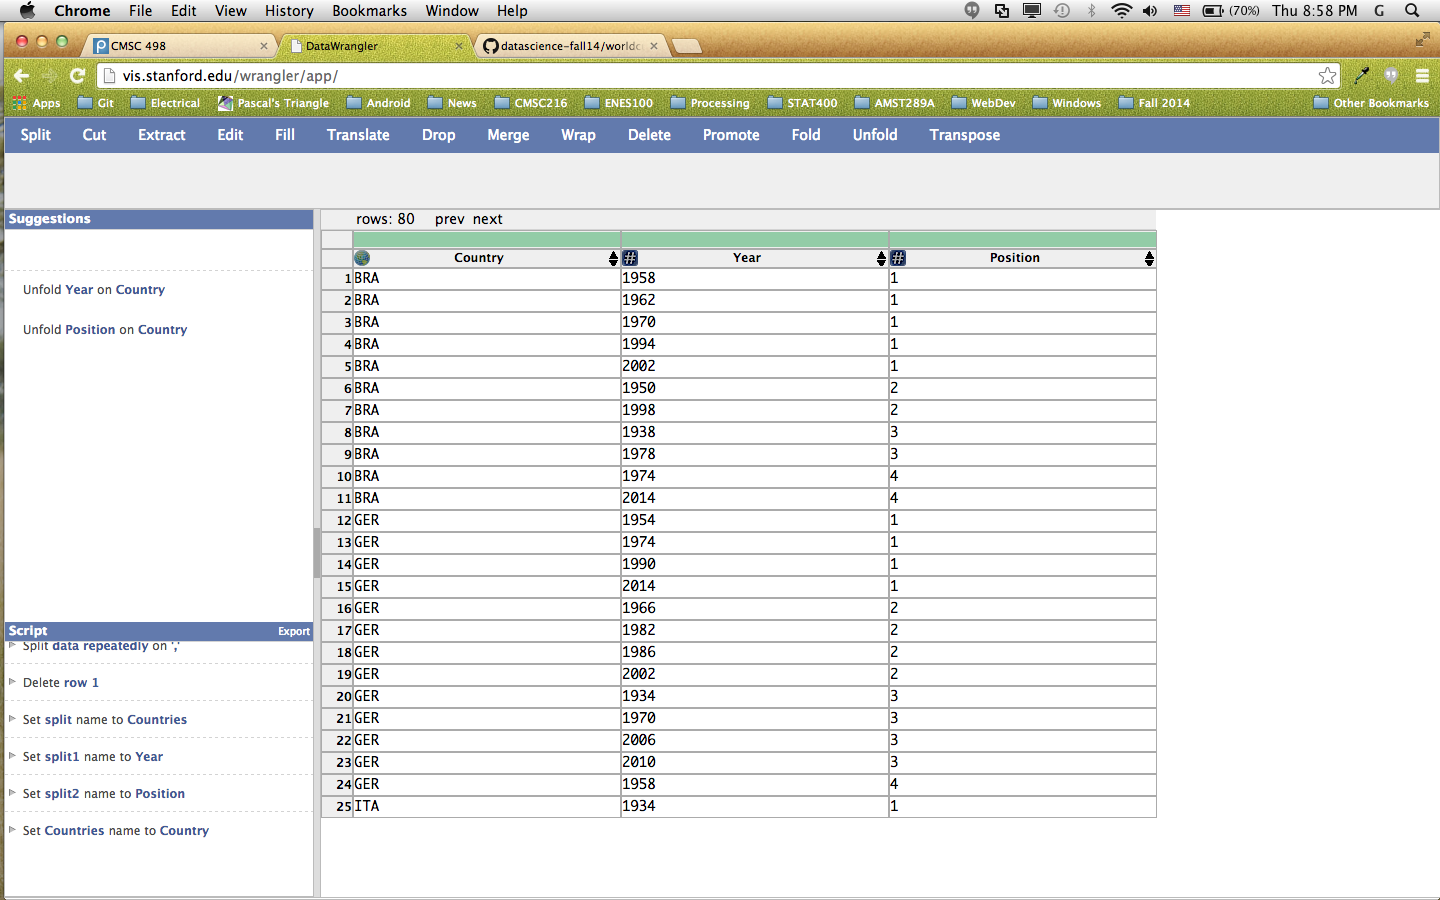 Chrome File Edit View History Bookmarks Window Help (70%) Thu 8:58 PM G
CMSC 498 DataWrangler datascience-fall14/worldc
vis.stanford.edu/wrangler/app/
Apps Git Electrical Pascal's Triangle Android News CMSC216 ENES100 Processing STAT400 AMST289A WebDev Windows Fall 2014 Other Bookmarks
Split Cut Extract Edit Fill Translate Drop Merge Wrap Delete Promote Fold Unfold Transpose
Suggestions
Unfold Year on Country
Unfold Position on Country
Script Export
Split data repeatedly on ','
Delete row 1
Set split name to Countries
Set split1 name to Year
Set split2 name to Position
Set Countries name to Country
rows: 80 prev next
# #
Country Year Position
1 BRA 1958 1
2 BRA 1962 1
3 BRA 1970 1
4 BRA 1994 1
5 BRA 2002 1
6 BRA 1950 2
7 BRA 1998 2
8 BRA 1938 3
9 BRA 1978 3
10 BRA 1974 4
11 BRA 2014 4
12 GER 1954 1
13 GER 1974 1
14 GER 1990 1
15 GER 2014 1
16 GER 1966 2
17 GER 1982 2
18 GER 1986 2
19 GER 2002 2
20 GER 1934 3
21 GER 1970 3
22 GER 2006 3
23 GER 2010 3
24 GER 1958 4
25 ITA 1934 1